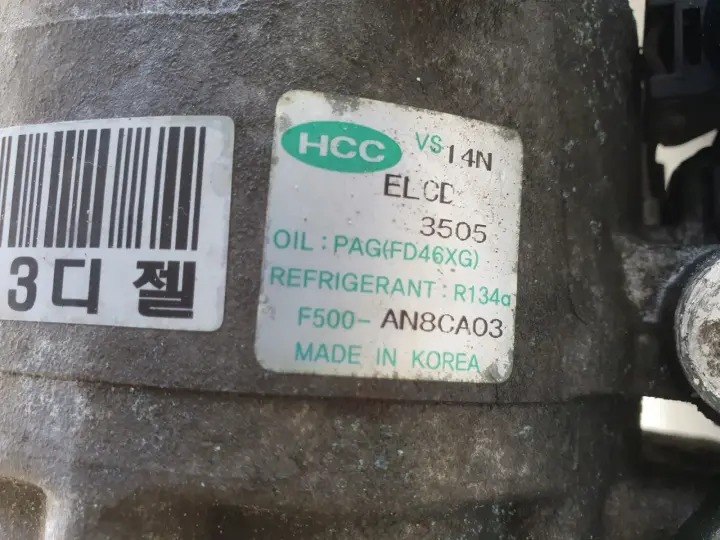 HCC VS 14N
ELCD
3505
OIL : PAG(FD46XG)
REFRIGERANT : R134a
F500- AN8CA03
MADE IN KOREA
3디 젤